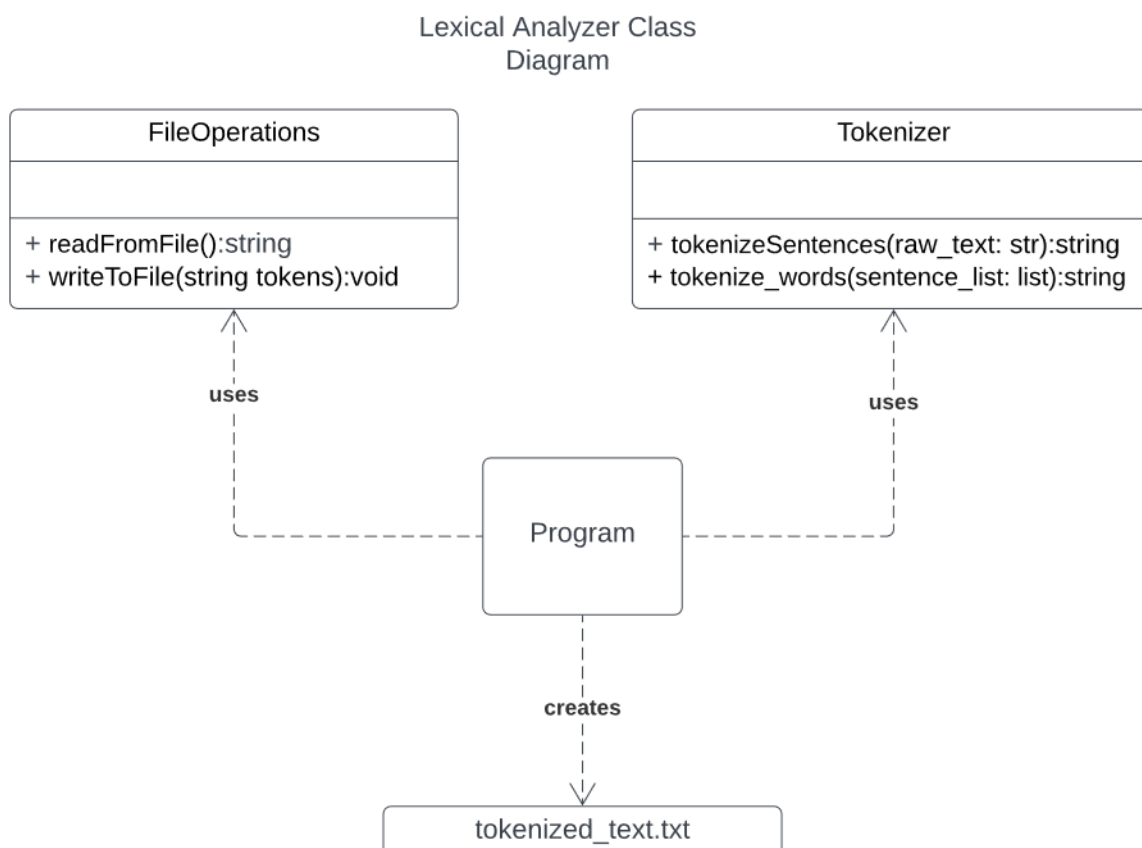 Lexical Analyzer Class
Diagram
FileOperations
+ readFromFile():string
+ writeToFile(string tokens):void
Tokenizer
+ tokenizeSentences(raw_text: str):string
+ tokenize_words(sentence_list: list):string
uses
uses
Program
creates
tokenized_text.txt